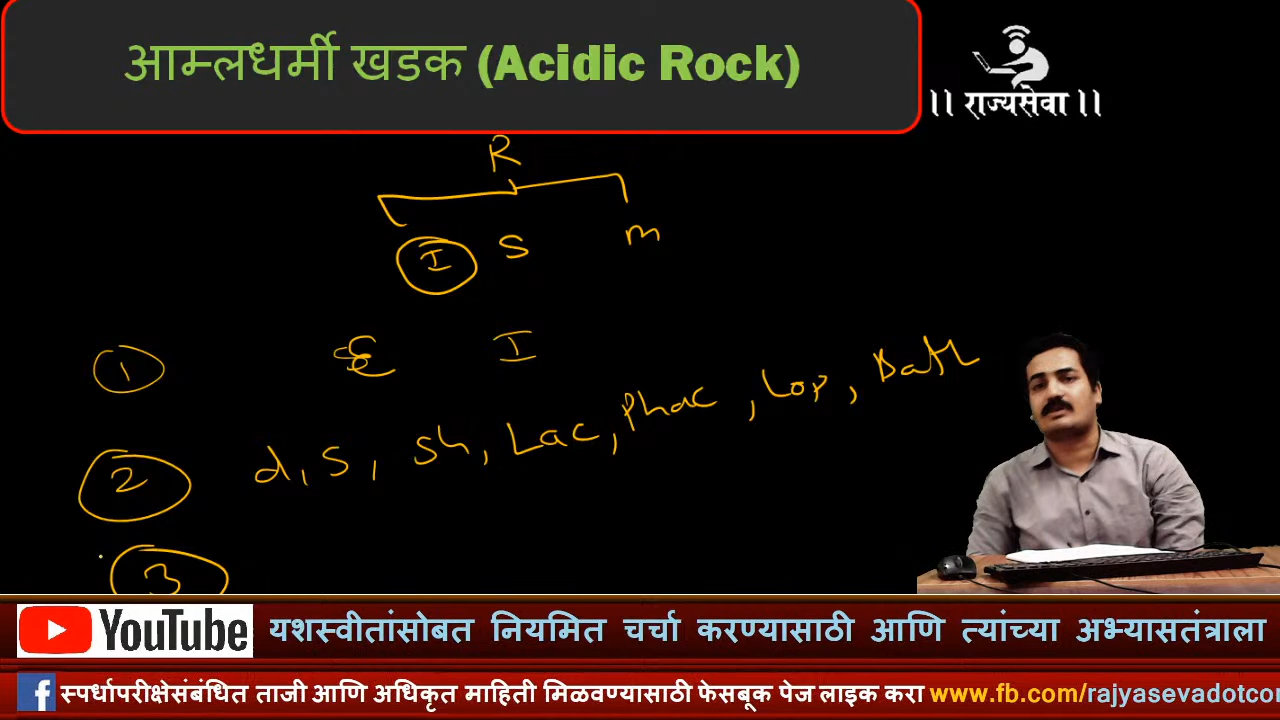 आम्लधर्मी खडक (Acidic Rock)
।। राज्यसेवा ।।
R
I S m
1 E I
2 d, S, Sh, Lac, Phac, Lop, Bath
3
YouTube यशस्वीतांसोबत नियमित चर्चा करण्यासाठी आणि त्यांच्या अभ्यासतंत्राला
f स्पर्धापरीक्षेसंबंधित ताजी आणि अधिकृत माहिती मिळवण्यासाठी फेसबूक पेज लाइक करा www.fb.com/rajyasevadotcom